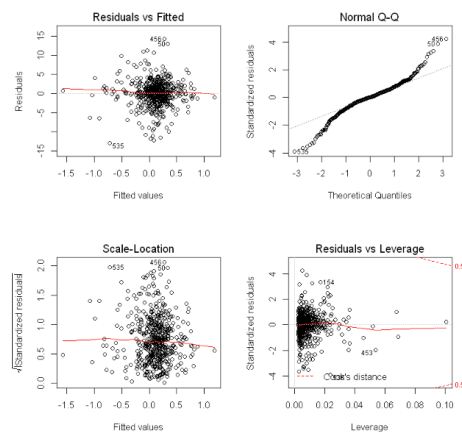 Residuals vs Fitted
Residuals
15
5
0
-5
-15
456
50
535
-1.5 -1.0 -0.5 0.0 0.5 1.0
Fitted values
Normal Q-Q
Standardized residuals
4
2
0
-2
-4
456
50
535
-3 -2 -1 0 1 2 3
Theoretical Quantiles
Scale-Location
√|Standardized residuals|
2.0
1.5
1.0
0.5
0.0
535
456
50
-1.5 -1.0 -0.5 0.0 0.5 1.0
Fitted values
Residuals vs Leverage
Standardized residuals
4
2
0
-2
154
453
Cook's distance
0.00 0.02 0.04 0.06 0.08 0.10
Leverage